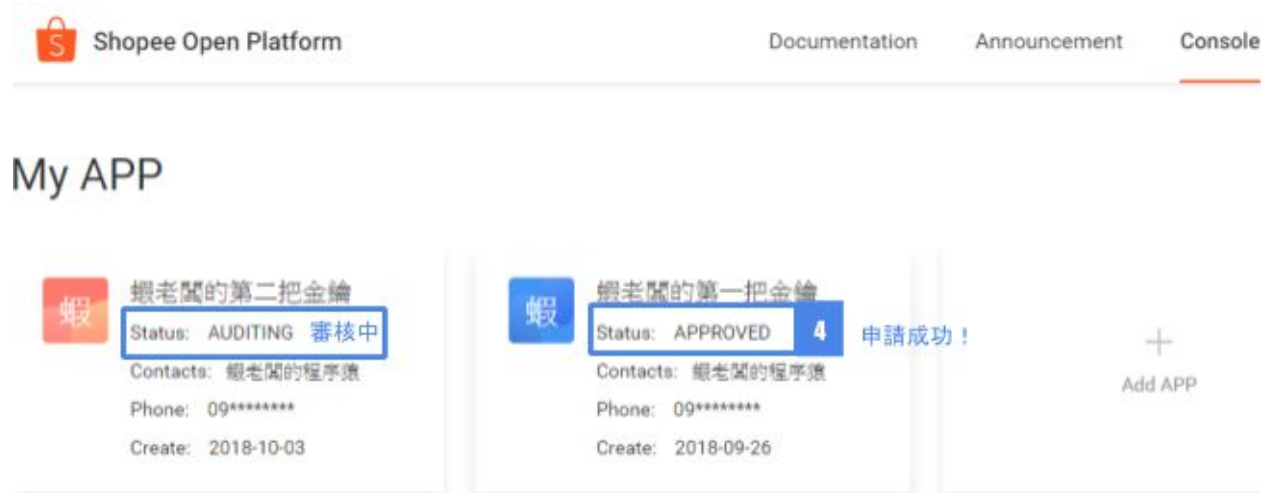 Shopee Open Platform
Documentation
Announcement
Console
My APP
蝦
蝦老闆的第二把金鑰
Status: AUDITING 審核中
Contacts: 蝦老闆的程序猿
Phone: 09********
Create: 2018-10-03
蝦
蝦老闆的第一把金鑰
Status: APPROVED 4 申請成功！
Contacts: 蝦老闆的程序猿
Phone: 09********
Create: 2018-09-26
Add APP